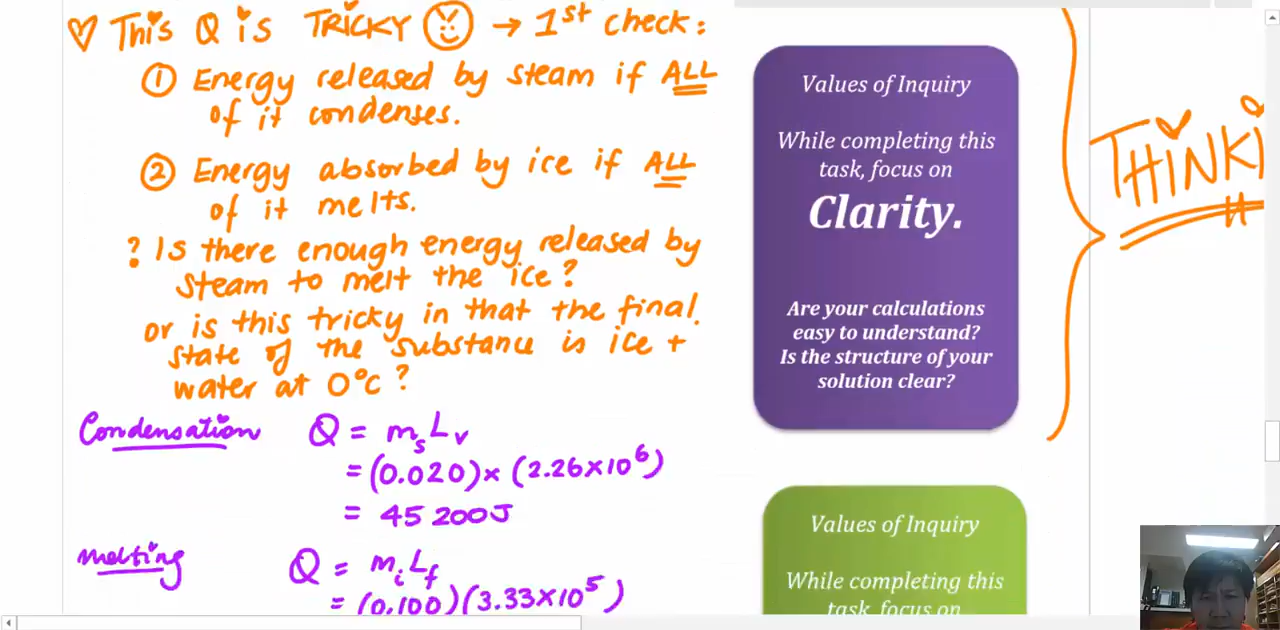 ♡ This Q is TRICKY → 1st check:
① Energy released by steam if ALL
of it condenses.
② Energy absorbed by ice if ALL
of it melts.
? Is there enough energy released by
steam to melt the ice?
or is this tricky in that the final
state of the substance is ice +
water at 0°C?
Condensation Q = msLv
= (0.020) × (2.26×10⁶)
= 45 200J
Melting Q = miLf
= (0.100)(3.33×10⁵)
Values of Inquiry
While completing this
task, focus on
Clarity.
Are your calculations
easy to understand?
Is the structure of your
solution clear?
Values of Inquiry
While completing this
task, focus on
THINKI